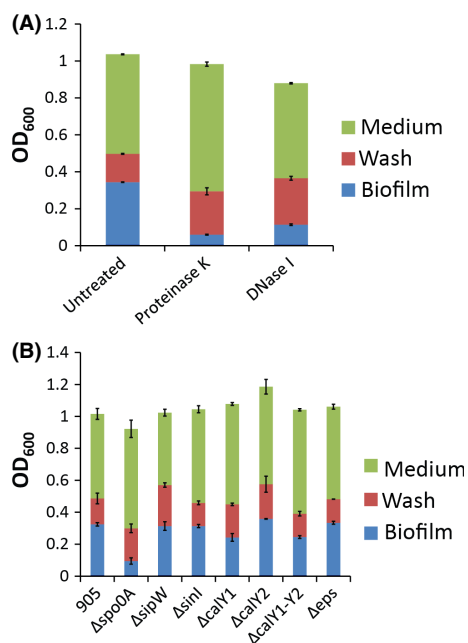 (A)
1.2
1
0.8
0.6
0.4
0.2
0
OD600
Untreated
Proteinase K
DNase I
Medium
Wash
Biofilm
(B)
1.4
1.2
1
0.8
0.6
0.4
0.2
0
OD600
905
Δspo0A
ΔsipW
ΔsinI
ΔcalY1
ΔcalY2
ΔcalY1-Y2
Δeps
Medium
Wash
Biofilm